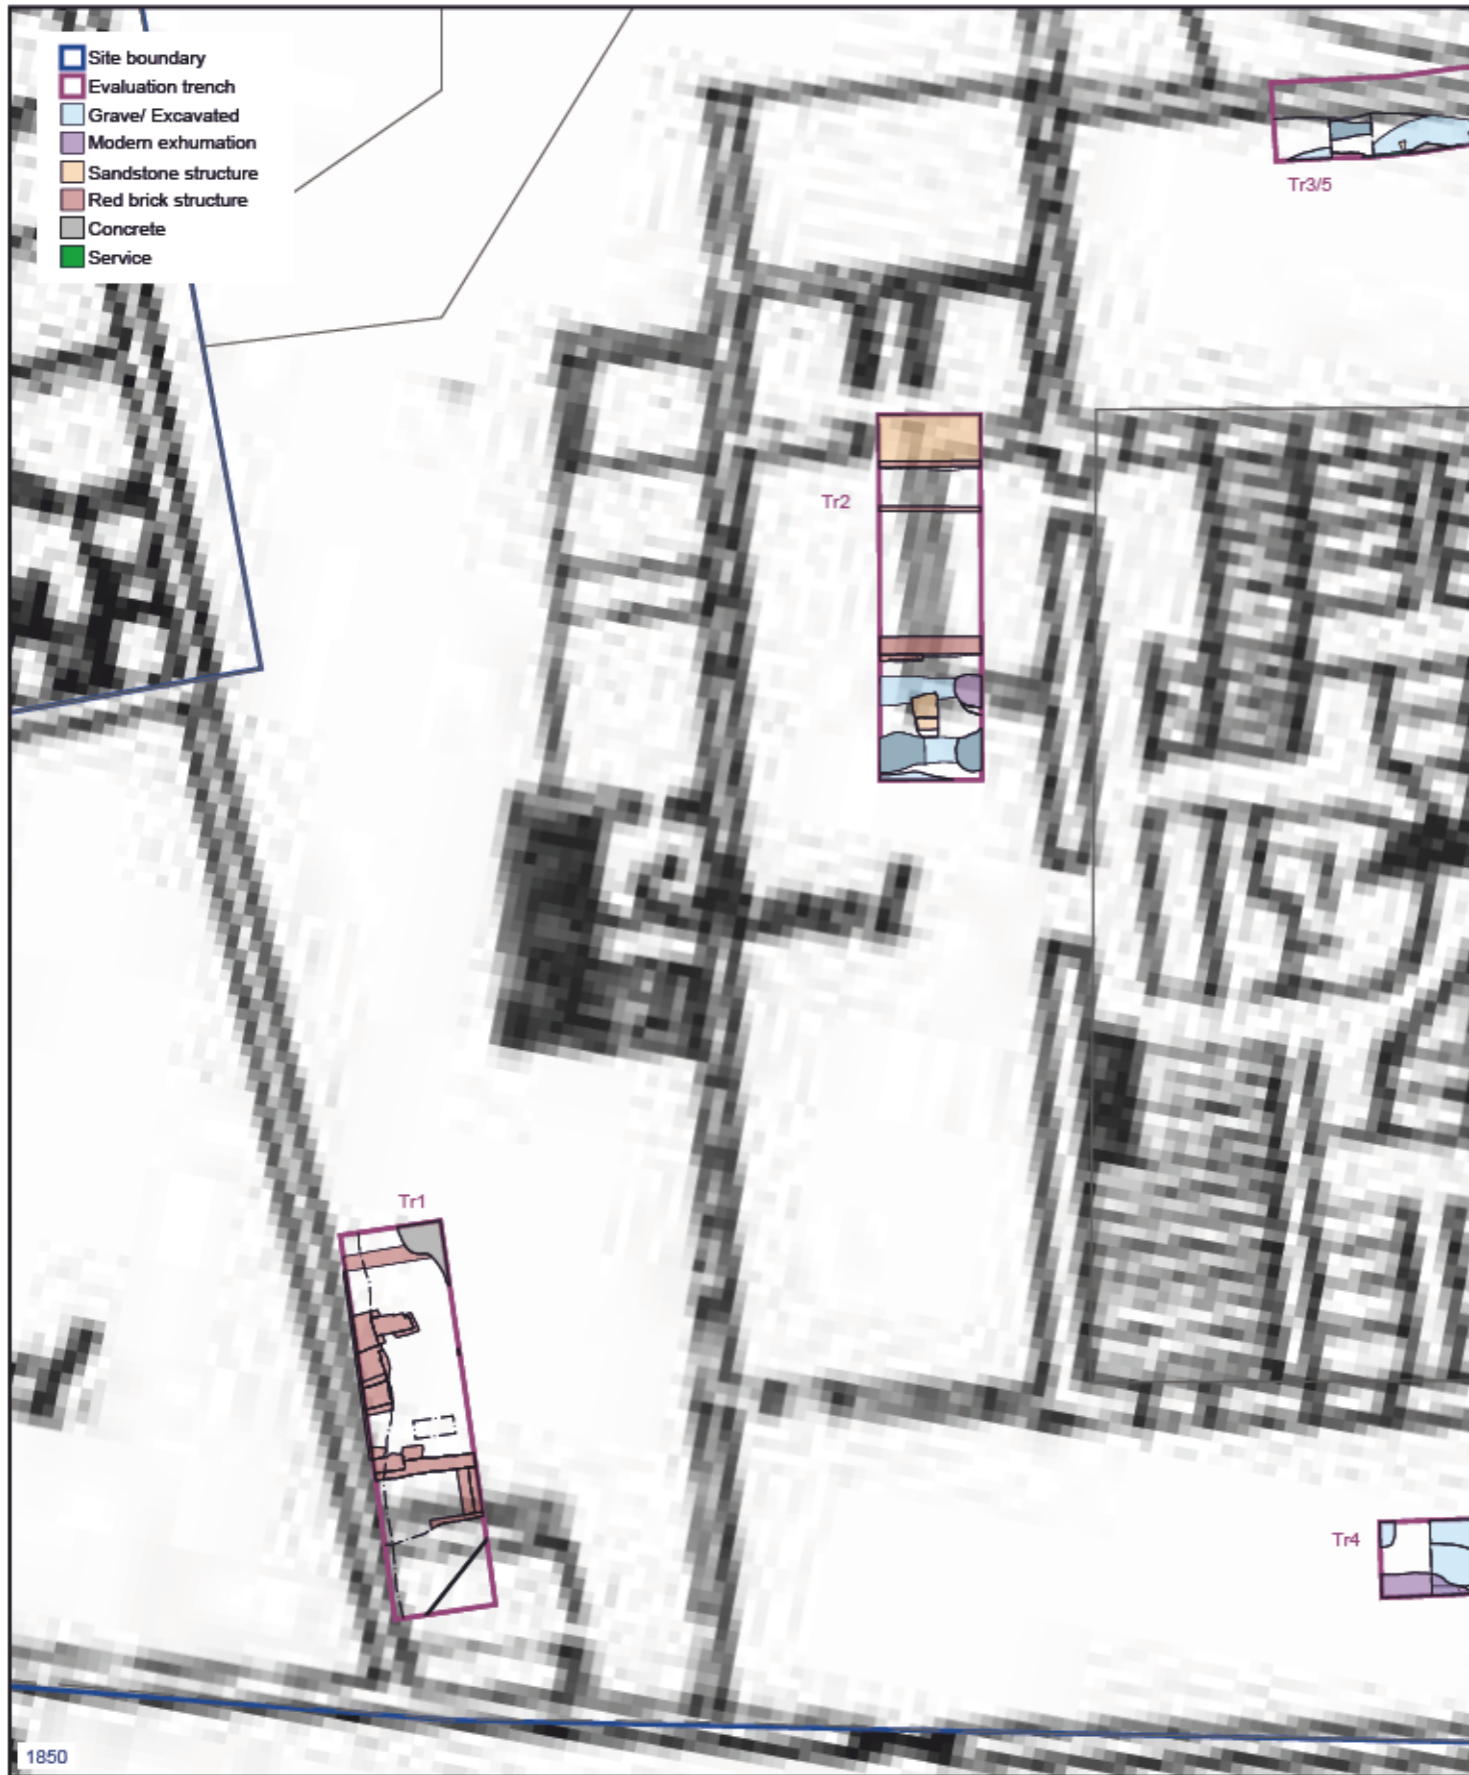 Site boundary
Evaluation trench
Grave/ Excavated
Modern exhumation
Sandstone structure
Red brick structure
Concrete
Service
Tr3/5
Tr2
Tr1
Tr4
1850